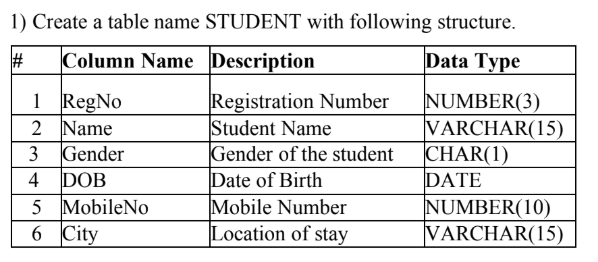 1) Create a table name STUDENT with following structure.
# Column Name Description Data Type
1 RegNo Registration Number NUMBER(3)
2 Name Student Name VARCHAR(15)
3 Gender Gender of the student CHAR(1)
4 DOB Date of Birth DATE
5 MobileNo Mobile Number NUMBER(10)
6 City Location of stay VARCHAR(15)